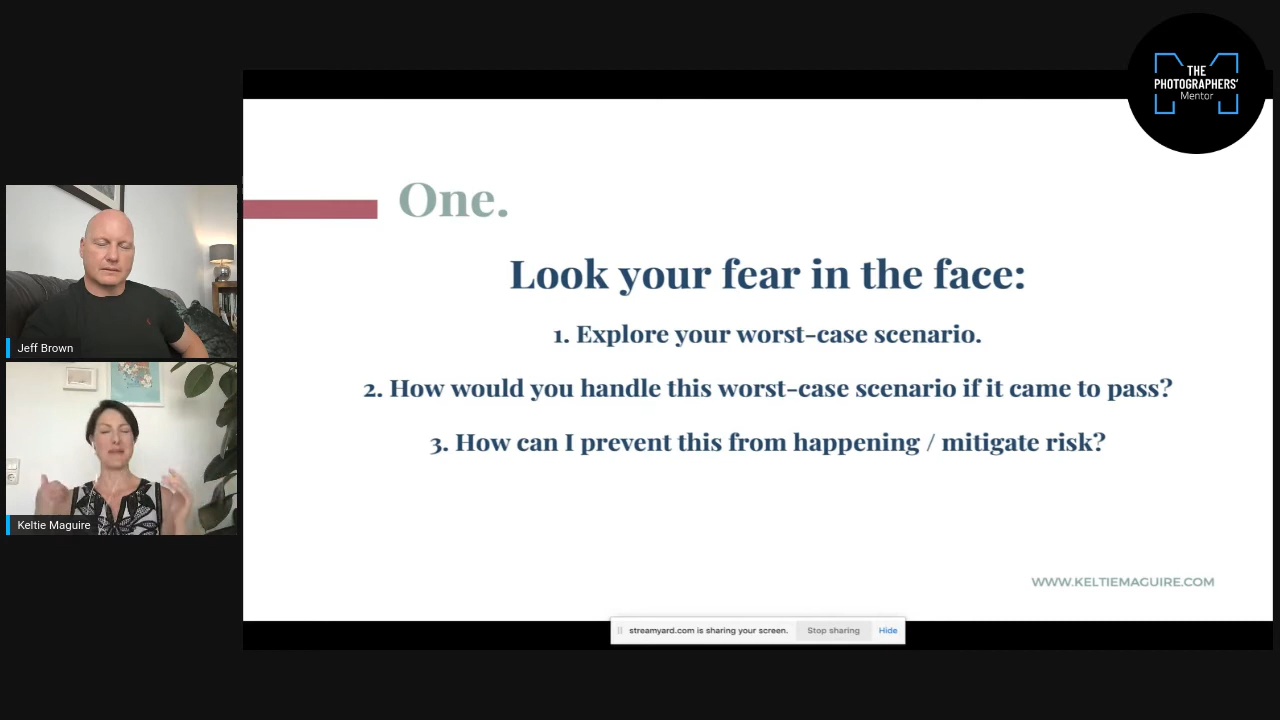 THE
PHOTOGRAPHERS'
Mentor
One.
Look your fear in the face:
1. Explore your worst-case scenario.
2. How would you handle this worst-case scenario if it came to pass?
3. How can I prevent this from happening / mitigate risk?
Jeff Brown
Keltie Maguire
WWW.KELTIEMAGUIRE.COM
streamyard.com is sharing your screen. Stop sharing Hide